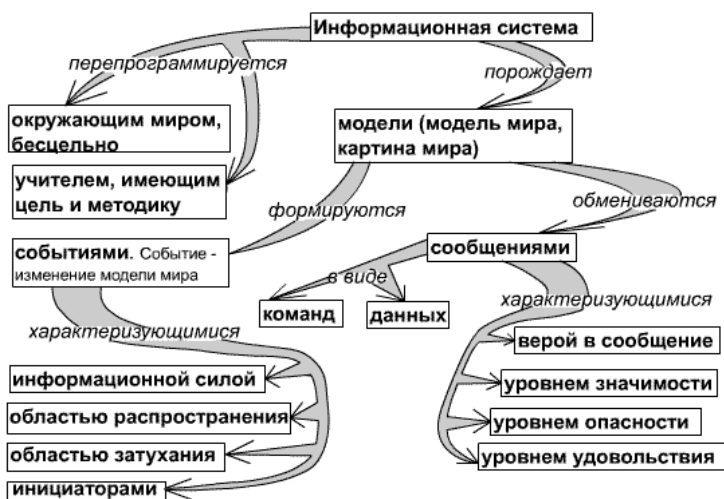 Информационная система
перепрограммируется
порождает
окружающим миром,
бесцельно
модели (модель мира,
картина мира)
учителем, имеющим
цель и методику
формируются
обмениваются
событиями. Событие -
изменение модели мира
сообщениями
в виде
команд
данных
характеризующимися
характеризующимися
верой в сообщение
информационной силой
уровнем значимости
областью распространения
уровнем опасности
областью затухания
уровнем удовольствия
инициаторами